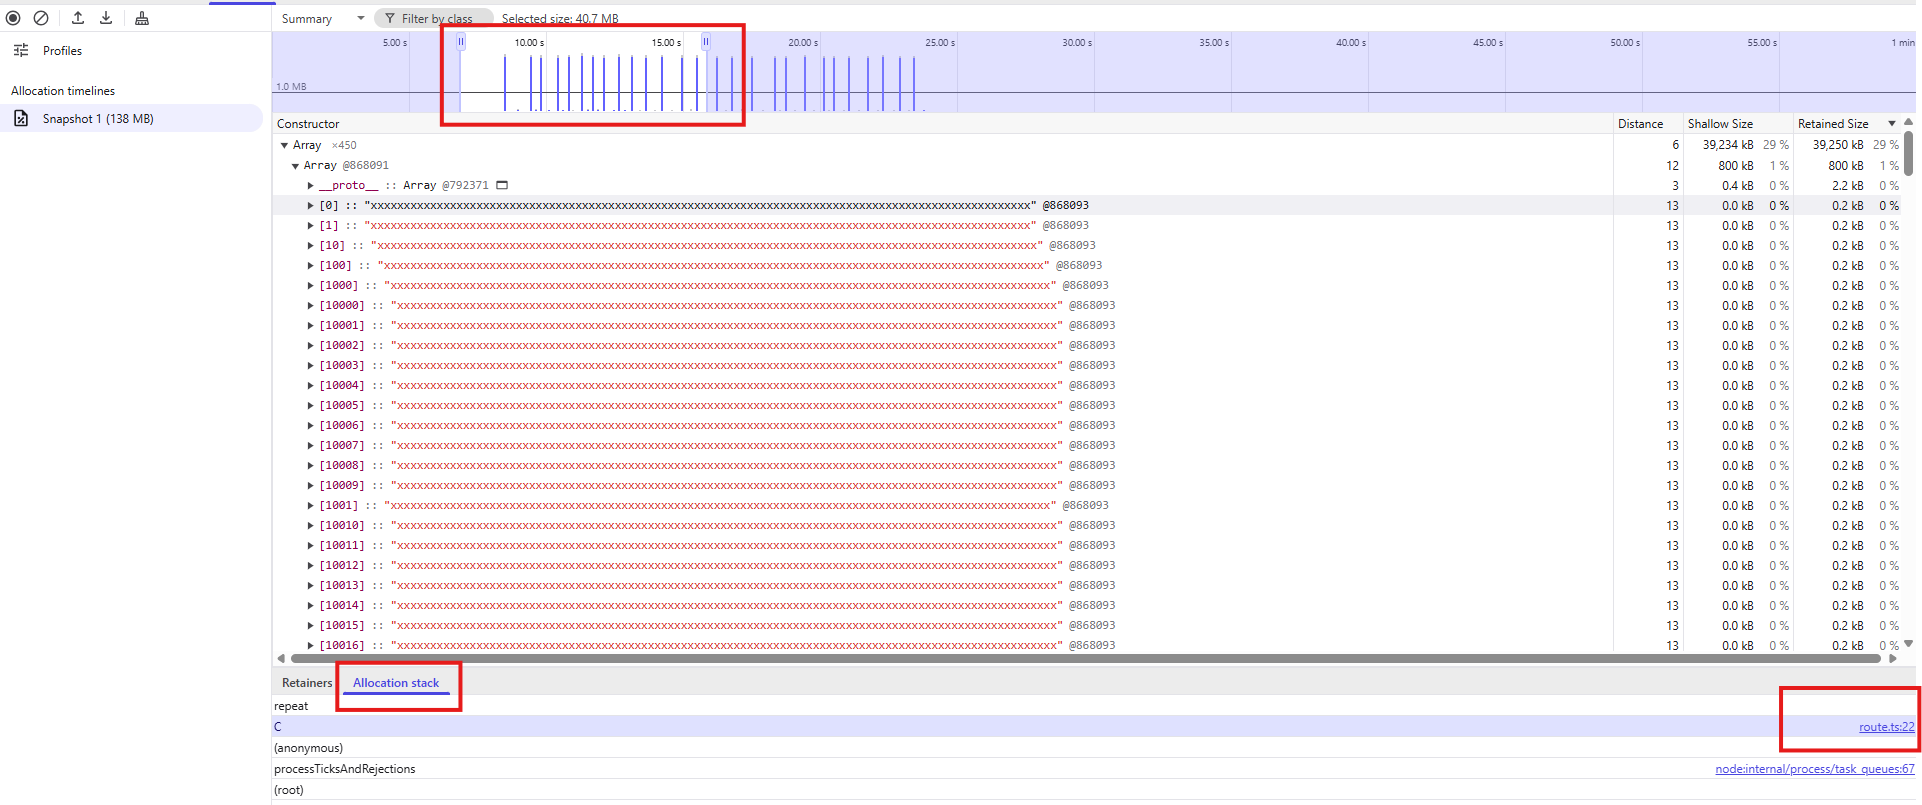 Summary Filter by class Selected size: 40.7 MB
Profiles
5.00 s 10.00 s 15.00 s 20.00 s 25.00 s 30.00 s 35.00 s 40.00 s 45.00 s 50.00 s 55.00 s 1 min
1.0 MB
Allocation timelines
Snapshot 1 (138 MB)
Constructor Distance Shallow Size Retained Size
Array ×450 6 39,234 kB 29 % 39,250 kB 29 %
Array @868091 12 800 kB 1 % 800 kB 1 %
__proto__ :: Array @792371 3 0.4 kB 0 % 2.2 kB 0 %
[0] :: "xxxxxxxxxxxxxxxxxxxxxxxxxxxxxxxxxxxxxxxxxxxxxxxxxxxxxxxxxxxxxxxxxxxxxxxxxxxxxxxxxxxxxxxxxxxxxxxxxxxx" @868093 13 0.0 kB 0 % 0.2 kB 0 %
[1] :: "xxxxxxxxxxxxxxxxxxxxxxxxxxxxxxxxxxxxxxxxxxxxxxxxxxxxxxxxxxxxxxxxxxxxxxxxxxxxxxxxxxxxxxxxxxxxxxxxxxxx" @868093 13 0.0 kB 0 % 0.2 kB 0 %
[10] :: "xxxxxxxxxxxxxxxxxxxxxxxxxxxxxxxxxxxxxxxxxxxxxxxxxxxxxxxxxxxxxxxxxxxxxxxxxxxxxxxxxxxxxxxxxxxxxxxxxxxx" @868093 13 0.0 kB 0 % 0.2 kB 0 %
[100] :: "xxxxxxxxxxxxxxxxxxxxxxxxxxxxxxxxxxxxxxxxxxxxxxxxxxxxxxxxxxxxxxxxxxxxxxxxxxxxxxxxxxxxxxxxxxxxxxxxxxxx" @868093 13 0.0 kB 0 % 0.2 kB 0 %
[1000] :: "xxxxxxxxxxxxxxxxxxxxxxxxxxxxxxxxxxxxxxxxxxxxxxxxxxxxxxxxxxxxxxxxxxxxxxxxxxxxxxxxxxxxxxxxxxxxxxxxxxxx" @868093 13 0.0 kB 0 % 0.2 kB 0 %
[10000] :: "xxxxxxxxxxxxxxxxxxxxxxxxxxxxxxxxxxxxxxxxxxxxxxxxxxxxxxxxxxxxxxxxxxxxxxxxxxxxxxxxxxxxxxxxxxxxxxxxxxxx" @868093 13 0.0 kB 0 % 0.2 kB 0 %
[10001] :: "xxxxxxxxxxxxxxxxxxxxxxxxxxxxxxxxxxxxxxxxxxxxxxxxxxxxxxxxxxxxxxxxxxxxxxxxxxxxxxxxxxxxxxxxxxxxxxxxxxxx" @868093 13 0.0 kB 0 % 0.2 kB 0 %
[10002] :: "xxxxxxxxxxxxxxxxxxxxxxxxxxxxxxxxxxxxxxxxxxxxxxxxxxxxxxxxxxxxxxxxxxxxxxxxxxxxxxxxxxxxxxxxxxxxxxxxxxxx" @868093 13 0.0 kB 0 % 0.2 kB 0 %
[10003] :: "xxxxxxxxxxxxxxxxxxxxxxxxxxxxxxxxxxxxxxxxxxxxxxxxxxxxxxxxxxxxxxxxxxxxxxxxxxxxxxxxxxxxxxxxxxxxxxxxxxxx" @868093 13 0.0 kB 0 % 0.2 kB 0 %
[10004] :: "xxxxxxxxxxxxxxxxxxxxxxxxxxxxxxxxxxxxxxxxxxxxxxxxxxxxxxxxxxxxxxxxxxxxxxxxxxxxxxxxxxxxxxxxxxxxxxxxxxxx" @868093 13 0.0 kB 0 % 0.2 kB 0 %
[10005] :: "xxxxxxxxxxxxxxxxxxxxxxxxxxxxxxxxxxxxxxxxxxxxxxxxxxxxxxxxxxxxxxxxxxxxxxxxxxxxxxxxxxxxxxxxxxxxxxxxxxxx" @868093 13 0.0 kB 0 % 0.2 kB 0 %
[10006] :: "xxxxxxxxxxxxxxxxxxxxxxxxxxxxxxxxxxxxxxxxxxxxxxxxxxxxxxxxxxxxxxxxxxxxxxxxxxxxxxxxxxxxxxxxxxxxxxxxxxxx" @868093 13 0.0 kB 0 % 0.2 kB 0 %
[10007] :: "xxxxxxxxxxxxxxxxxxxxxxxxxxxxxxxxxxxxxxxxxxxxxxxxxxxxxxxxxxxxxxxxxxxxxxxxxxxxxxxxxxxxxxxxxxxxxxxxxxxx" @868093 13 0.0 kB 0 % 0.2 kB 0 %
[10008] :: "xxxxxxxxxxxxxxxxxxxxxxxxxxxxxxxxxxxxxxxxxxxxxxxxxxxxxxxxxxxxxxxxxxxxxxxxxxxxxxxxxxxxxxxxxxxxxxxxxxxx" @868093 13 0.0 kB 0 % 0.2 kB 0 %
[10009] :: "xxxxxxxxxxxxxxxxxxxxxxxxxxxxxxxxxxxxxxxxxxxxxxxxxxxxxxxxxxxxxxxxxxxxxxxxxxxxxxxxxxxxxxxxxxxxxxxxxxxx" @868093 13 0.0 kB 0 % 0.2 kB 0 %
[1001] :: "xxxxxxxxxxxxxxxxxxxxxxxxxxxxxxxxxxxxxxxxxxxxxxxxxxxxxxxxxxxxxxxxxxxxxxxxxxxxxxxxxxxxxxxxxxxxxxxxxxxx" @868093 13 0.0 kB 0 % 0.2 kB 0 %
[10010] :: "xxxxxxxxxxxxxxxxxxxxxxxxxxxxxxxxxxxxxxxxxxxxxxxxxxxxxxxxxxxxxxxxxxxxxxxxxxxxxxxxxxxxxxxxxxxxxxxxxxxx" @868093 13 0.0 kB 0 % 0.2 kB 0 %
[10011] :: "xxxxxxxxxxxxxxxxxxxxxxxxxxxxxxxxxxxxxxxxxxxxxxxxxxxxxxxxxxxxxxxxxxxxxxxxxxxxxxxxxxxxxxxxxxxxxxxxxxxx" @868093 13 0.0 kB 0 % 0.2 kB 0 %
[10012] :: "xxxxxxxxxxxxxxxxxxxxxxxxxxxxxxxxxxxxxxxxxxxxxxxxxxxxxxxxxxxxxxxxxxxxxxxxxxxxxxxxxxxxxxxxxxxxxxxxxxxx" @868093 13 0.0 kB 0 % 0.2 kB 0 %
[10013] :: "xxxxxxxxxxxxxxxxxxxxxxxxxxxxxxxxxxxxxxxxxxxxxxxxxxxxxxxxxxxxxxxxxxxxxxxxxxxxxxxxxxxxxxxxxxxxxxxxxxxx" @868093 13 0.0 kB 0 % 0.2 kB 0 %
[10014] :: "xxxxxxxxxxxxxxxxxxxxxxxxxxxxxxxxxxxxxxxxxxxxxxxxxxxxxxxxxxxxxxxxxxxxxxxxxxxxxxxxxxxxxxxxxxxxxxxxxxxx" @868093 13 0.0 kB 0 % 0.2 kB 0 %
[10015] :: "xxxxxxxxxxxxxxxxxxxxxxxxxxxxxxxxxxxxxxxxxxxxxxxxxxxxxxxxxxxxxxxxxxxxxxxxxxxxxxxxxxxxxxxxxxxxxxxxxxxx" @868093 13 0.0 kB 0 % 0.2 kB 0 %
[10016] :: "xxxxxxxxxxxxxxxxxxxxxxxxxxxxxxxxxxxxxxxxxxxxxxxxxxxxxxxxxxxxxxxxxxxxxxxxxxxxxxxxxxxxxxxxxxxxxxxxxxxx" @868093 13 0.0 kB 0 % 0.2 kB 0 %
Retainers Allocation stack
repeat
C route.ts:22
(anonymous)
processTicksAndRejections node:internal/process/task_queues:67
(root)